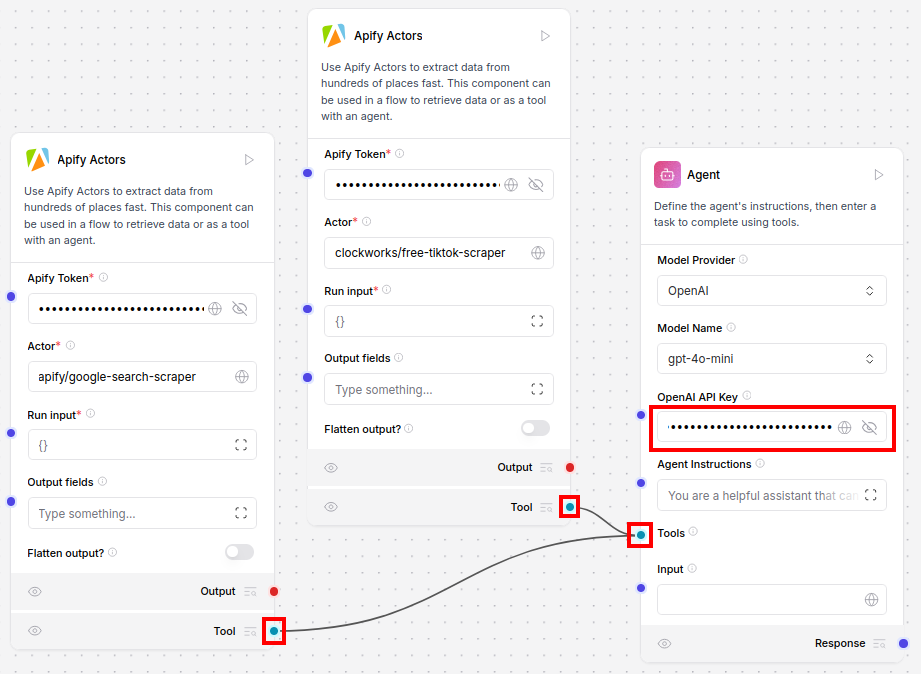 Apify Actors
Use Apify Actors to extract data from
hundreds of places fast. This component can
be used in a flow to retrieve data or as a tool
with an agent.
Apify Token*
••••••••••••••••••••••••••
Actor*
apify/google-search-scraper
Run input*
{}
Output fields
Type something...
Flatten output?
Output
Tool
Apify Actors
Use Apify Actors to extract data from
hundreds of places fast. This component can
be used in a flow to retrieve data or as a tool
with an agent.
Apify Token*
••••••••••••••••••••••••••
Actor*
clockworks/free-tiktok-scraper
Run input*
{}
Output fields
Type something...
Flatten output?
Output
Tool
Agent
Define the agent's instructions, then enter a
task to complete using tools.
Model Provider
OpenAI
Model Name
gpt-4o-mini
OpenAI API Key
••••••••••••••••••••••••••
Agent Instructions
You are a helpful assistant that
Tools
Input
Response